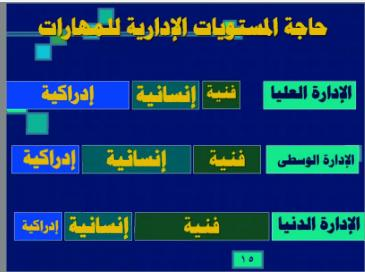 حاجة المستويات الإدارية للمهارات
الإدارة العليا فنية إنسانية إدراكية
الإدارة الوسطى فنية إنسانية إدراكية
الإدارة الدنيا فنية إنسانية إدراكية
١٥